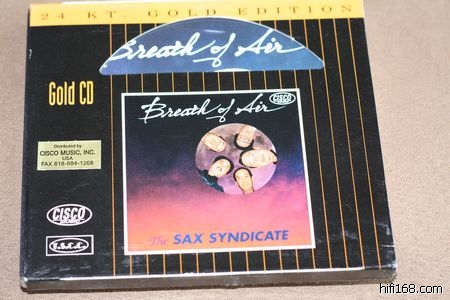 24 KT. GOLD EDITION
Breath of Air
Gold CD
Breath of Air
CISCO
Distributed by
CISCO MUSIC, INC.
USA
FAX 818-884-1268
CISCO
MUSIC
F.S.C.C.
The SAX SYNDICATE
hifi168.com